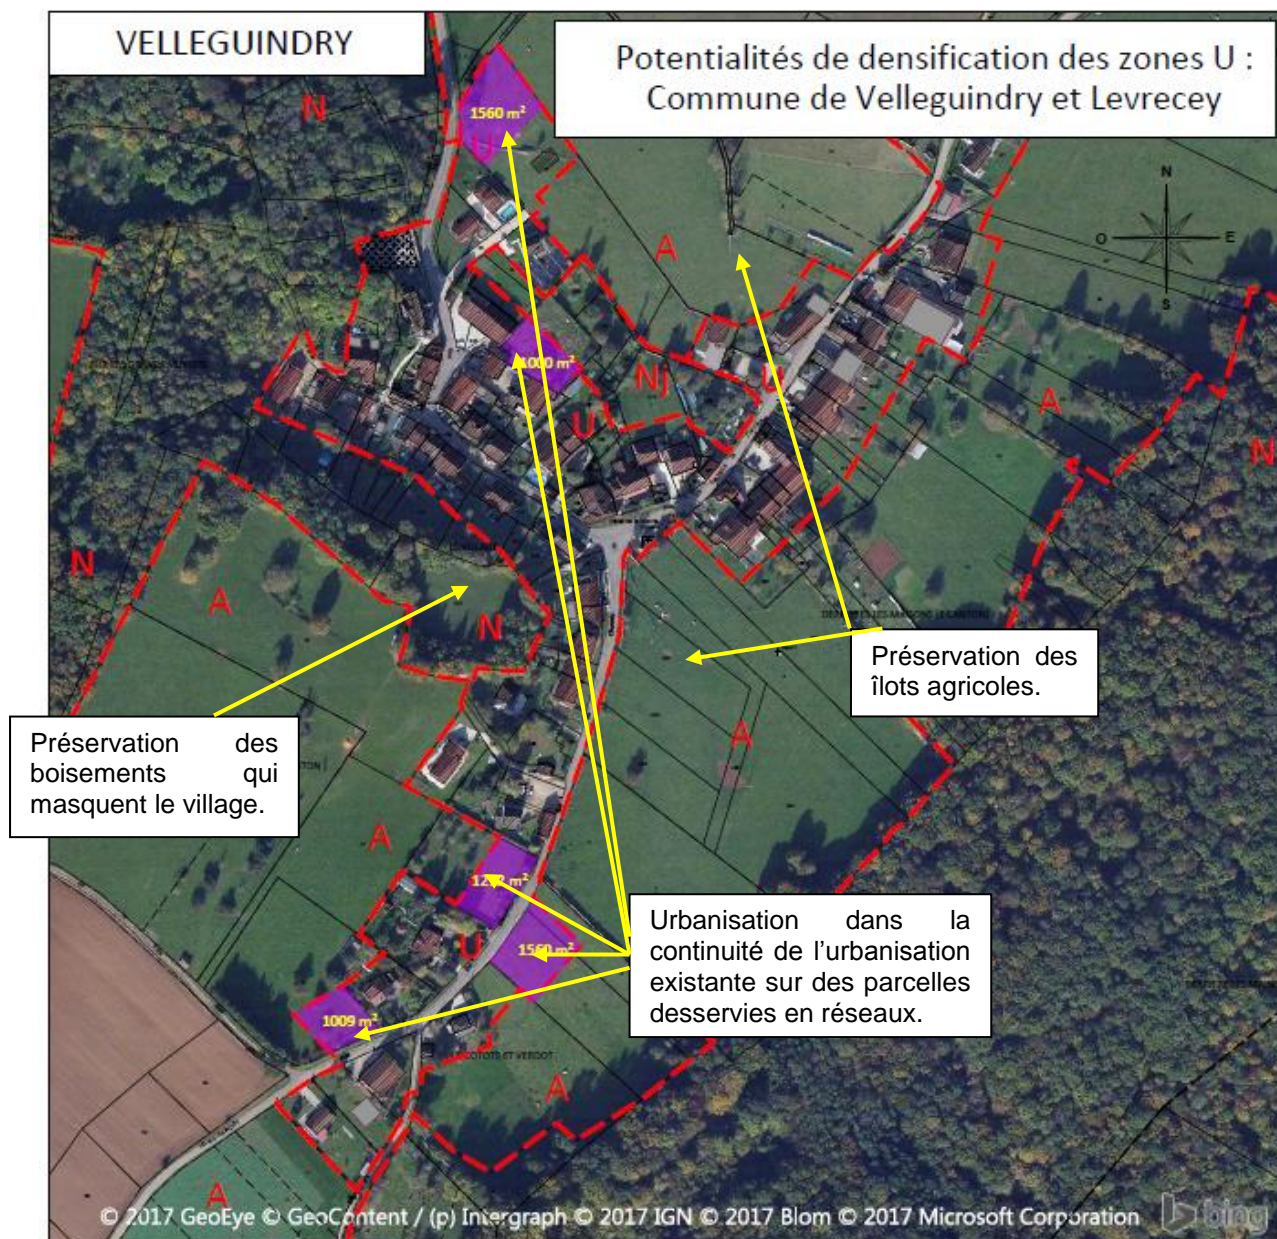 VELLEGUINDRY
Potentialités de densification des zones U :
Commune de Velleguindry et Levrecey
N
1560 m²
U
N
O
E
S
A
1000 m²
NJ
U
U
A
N
N
A
N
Préservation des
îlots agricoles.
A
Préservation des
boisements qui
masquent le village.
A
Urbanisation dans la
continuité de l’urbanisation
existante sur des parcelles
desservies en réseaux.
U
1009 m²
A
A
© 2017 GeoEye © GeoContent / (p) Intergraph © 2017 IGN © 2017 Blom © 2017 Microsoft Corporation
bing